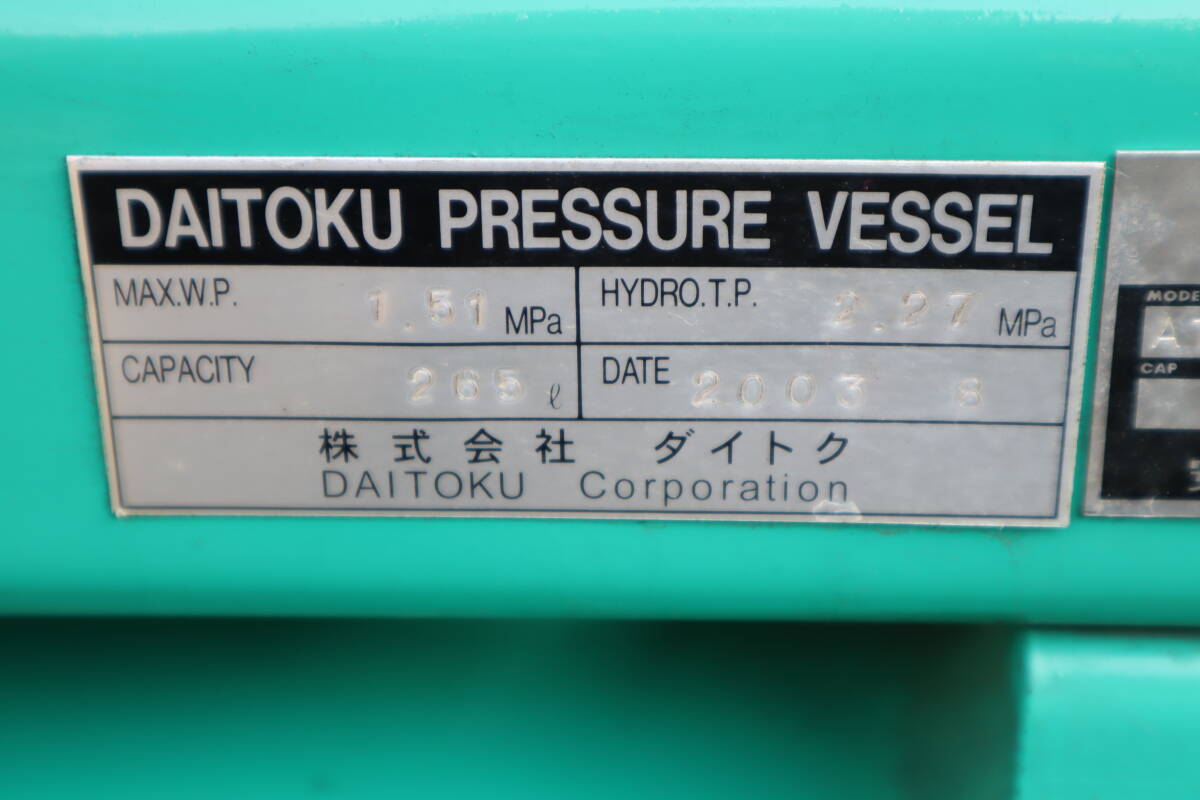 DAITOKU PRESSURE VESSEL
MAX.W.P. 1.51 MPa HYDRO.T.P. 2.27 MPa
CAPACITY 265 ℓ DATE 2003 8
株式会社 ダイトク
DAITOKU Corporation
MODE
A
CAP